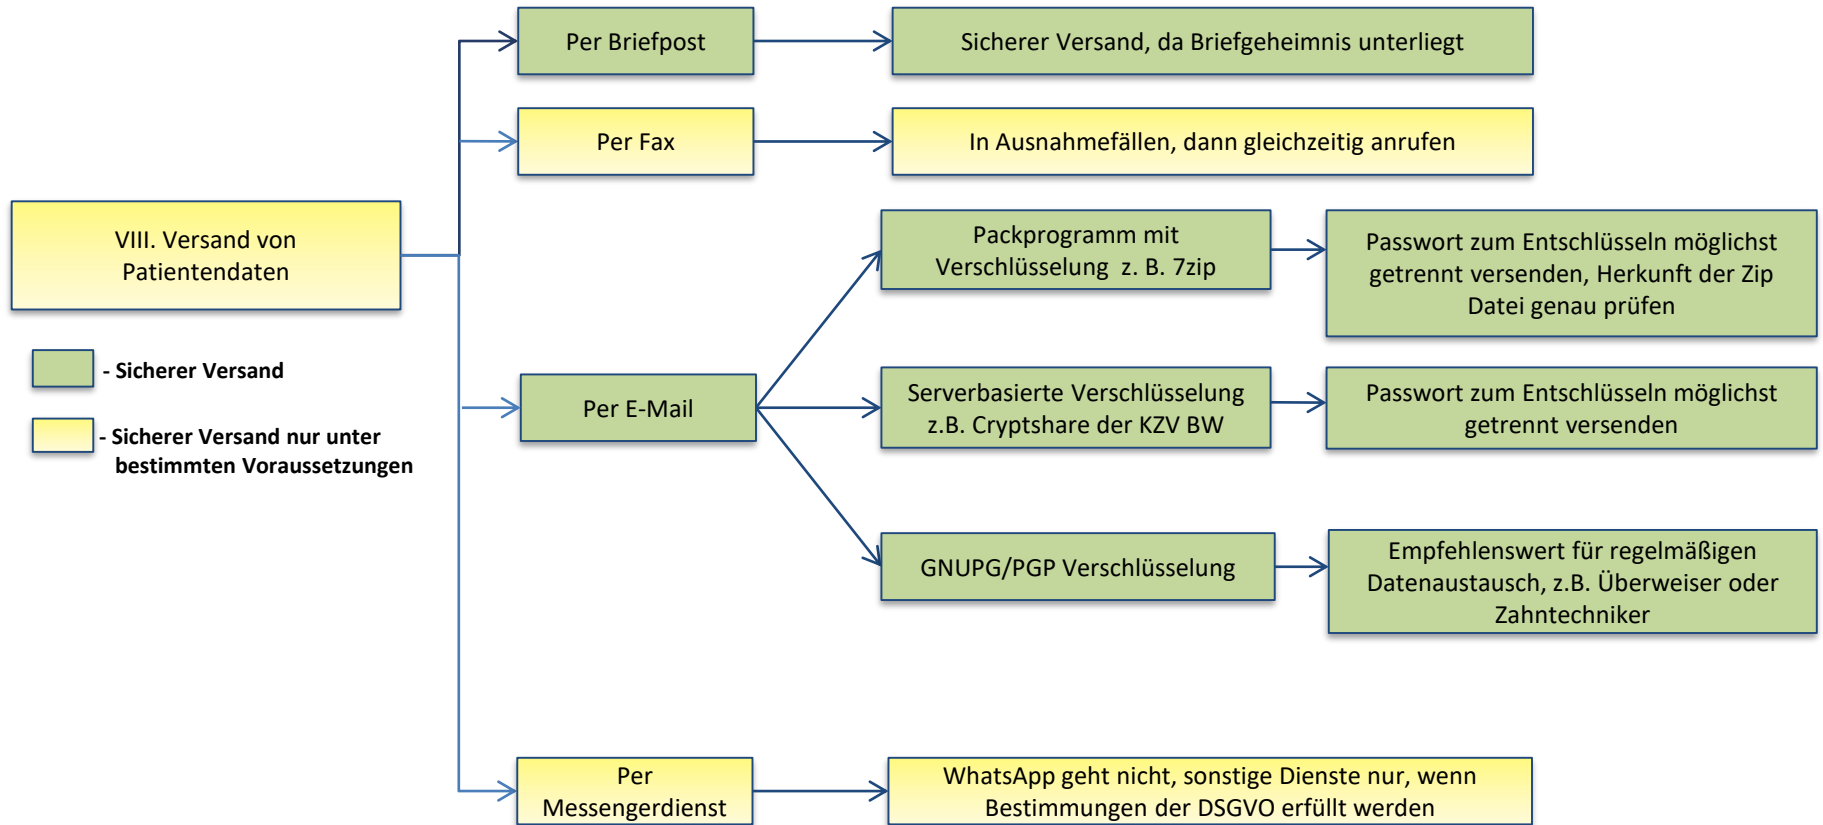 Per Briefpost
Sicherer Versand, da Briefgeheimnis unterliegt
Per Fax
In Ausnahmefällen, dann gleichzeitig anrufen
VIII. Versand von
Patientendaten
- Sicherer Versand
- Sicherer Versand nur unter
bestimmten Voraussetzungen
Per E-Mail
Packprogramm mit
Verschlüsselung z. B. 7zip
Passwort zum Entschlüsseln möglichst
getrennt versenden, Herkunft der Zip
Datei genau prüfen
Serverbasierte Verschlüsselung
z.B. Cryptshare der KZV BW
Passwort zum Entschlüsseln möglichst
getrennt versenden
GNUPG/PGP Verschlüsselung
Empfehlenswert für regelmäßigen
Datenaustausch, z.B. Überweiser oder
Zahntechniker
Per
Messengerdienst
WhatsApp geht nicht, sonstige Dienste nur, wenn
Bestimmungen der DSGVO erfüllt werden